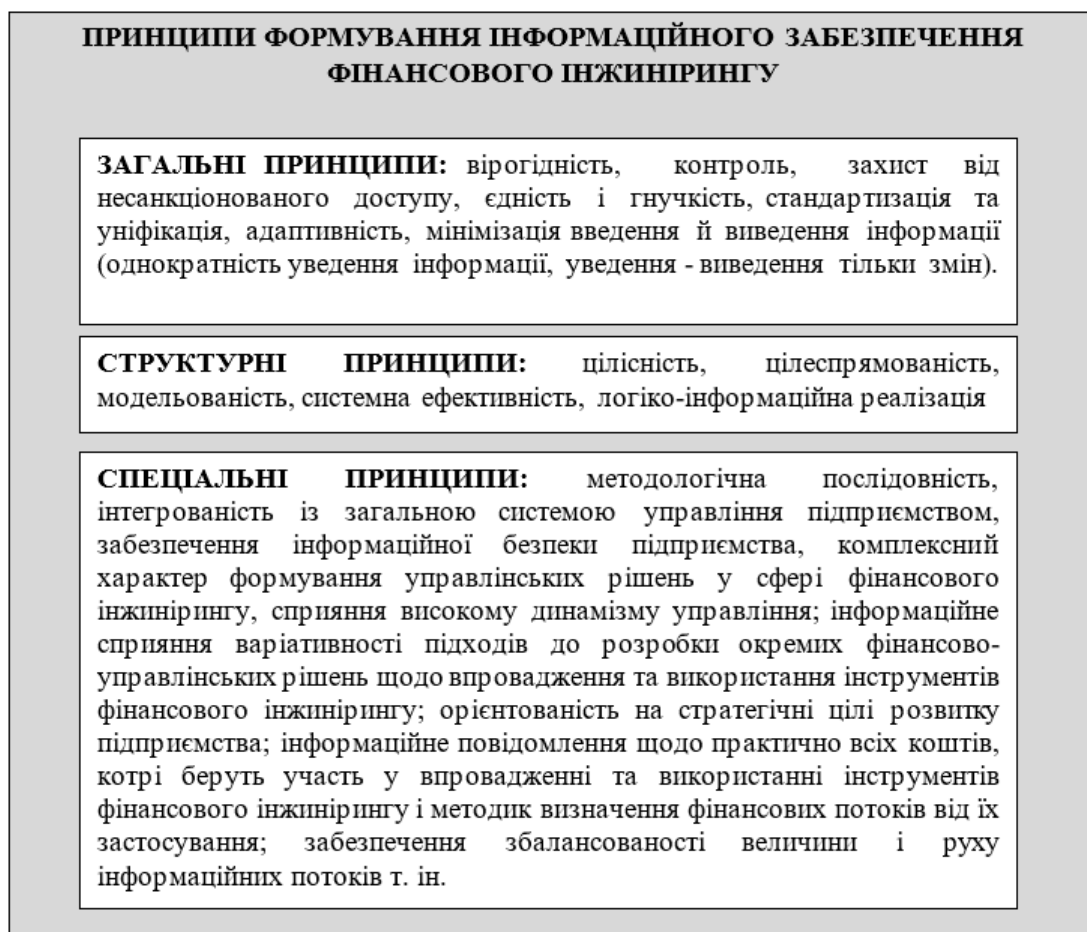 ПРИНЦИПИ ФОРМУВАННЯ ІНФОРМАЦІЙНОГО ЗАБЕЗПЕЧЕННЯ
ФІНАНСОВОГО ІНЖИНІРИНГУ
ЗАГАЛЬНІ ПРИНЦИПИ: вірогідність, контроль, захист від
несанкціонованого доступу, єдність і гнучкість, стандартизація та
уніфікація, адаптивність, мінімізація введення й виведення інформації
(однократність уведення інформації, уведення - виведення тільки змін).
СТРУКТУРНІ ПРИНЦИПИ: цілісність, цілеспрямованість,
модельованість, системна ефективність, логіко-інформаційна реалізація
СПЕЦІАЛЬНІ ПРИНЦИПИ: методологічна послідовність,
інтегрованість із загальною системою управління підприємством,
забезпечення інформаційної безпеки підприємства, комплексний
характер формування управлінських рішень у сфері фінансового
інжинірингу, сприяння високому динамізму управління; інформаційне
сприяння варіативності підходів до розробки окремих фінансово-
управлінських рішень щодо впровадження та використання інструментів
фінансового інжинірингу; орієнтованість на стратегічні цілі розвитку
підприємства; інформаційне повідомлення щодо практично всіх коштів,
котрі беруть участь у впровадженні та використанні інструментів
фінансового інжинірингу і методик визначення фінансових потоків від їх
застосування; забезпечення збалансованості величини і руху
інформаційних потоків т. ін.